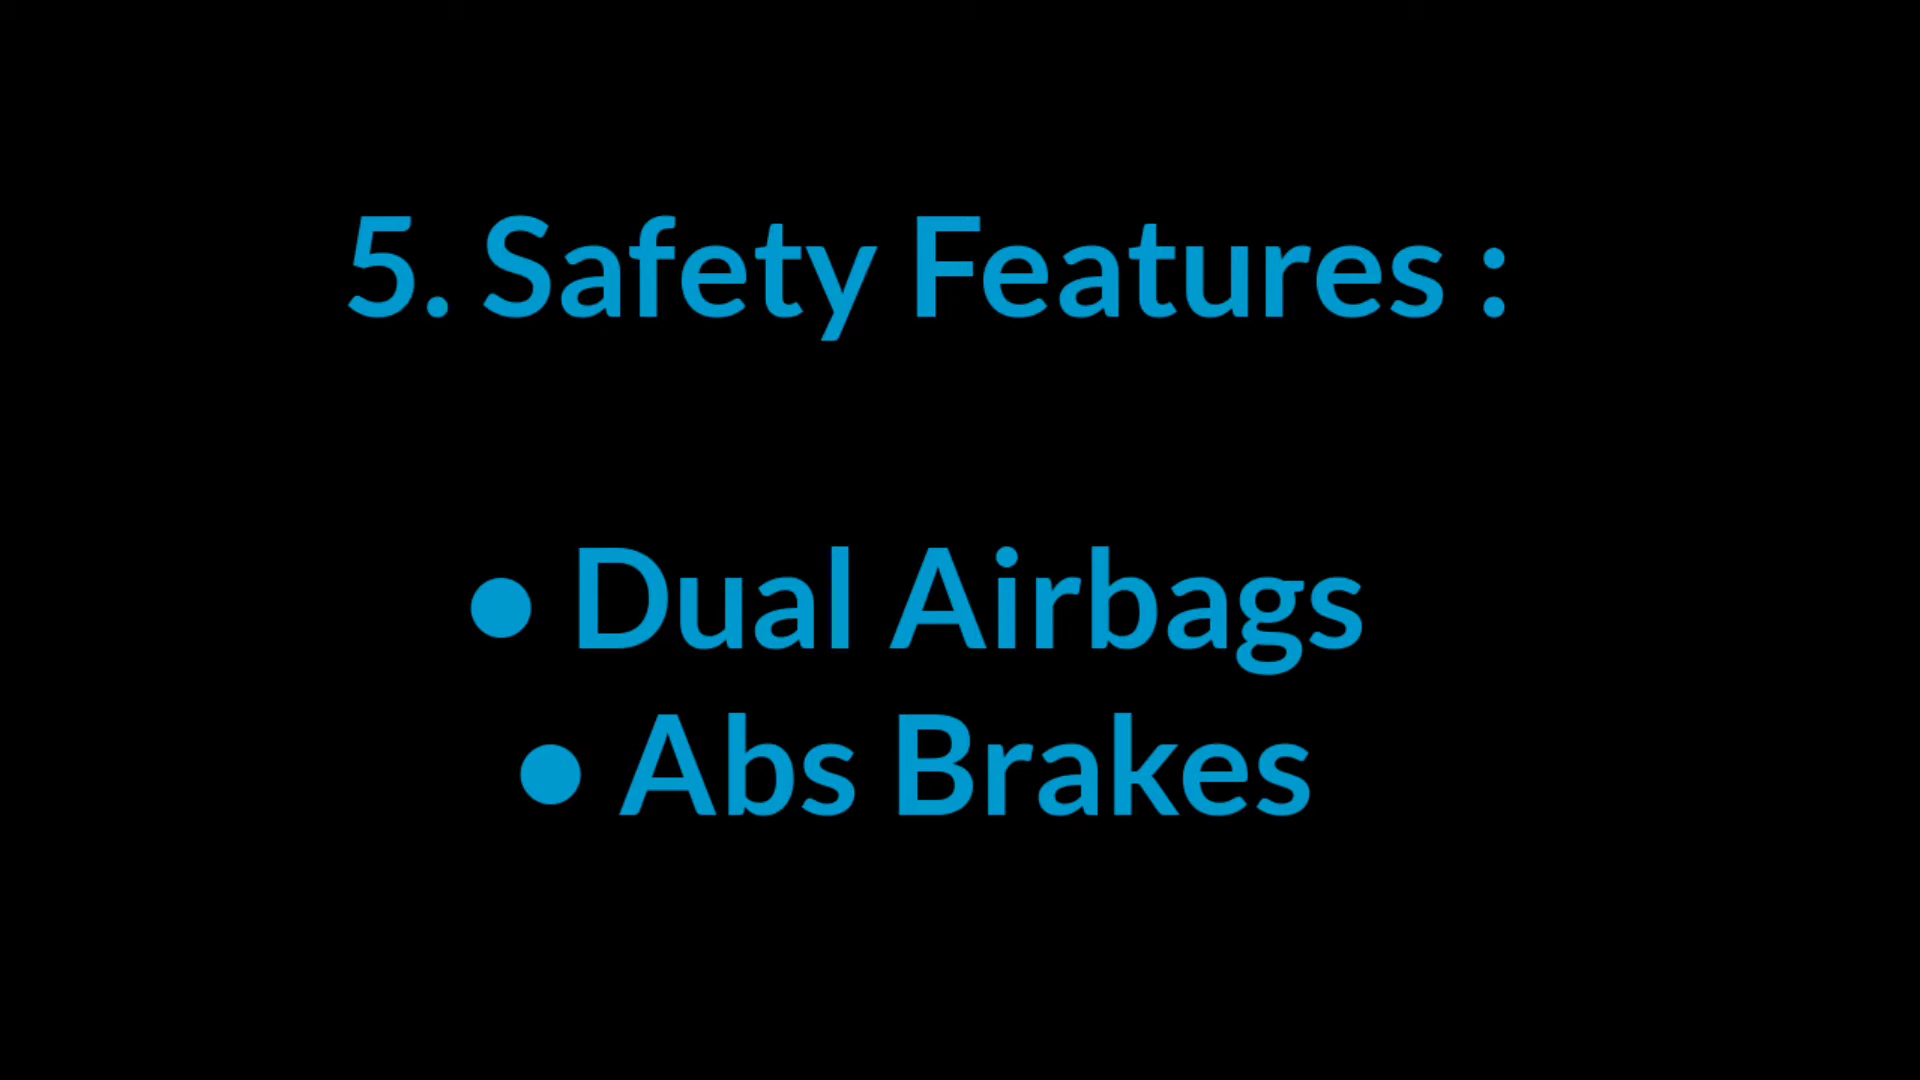 5. Safety Features :
● Dual Airbags
● Abs Brakes